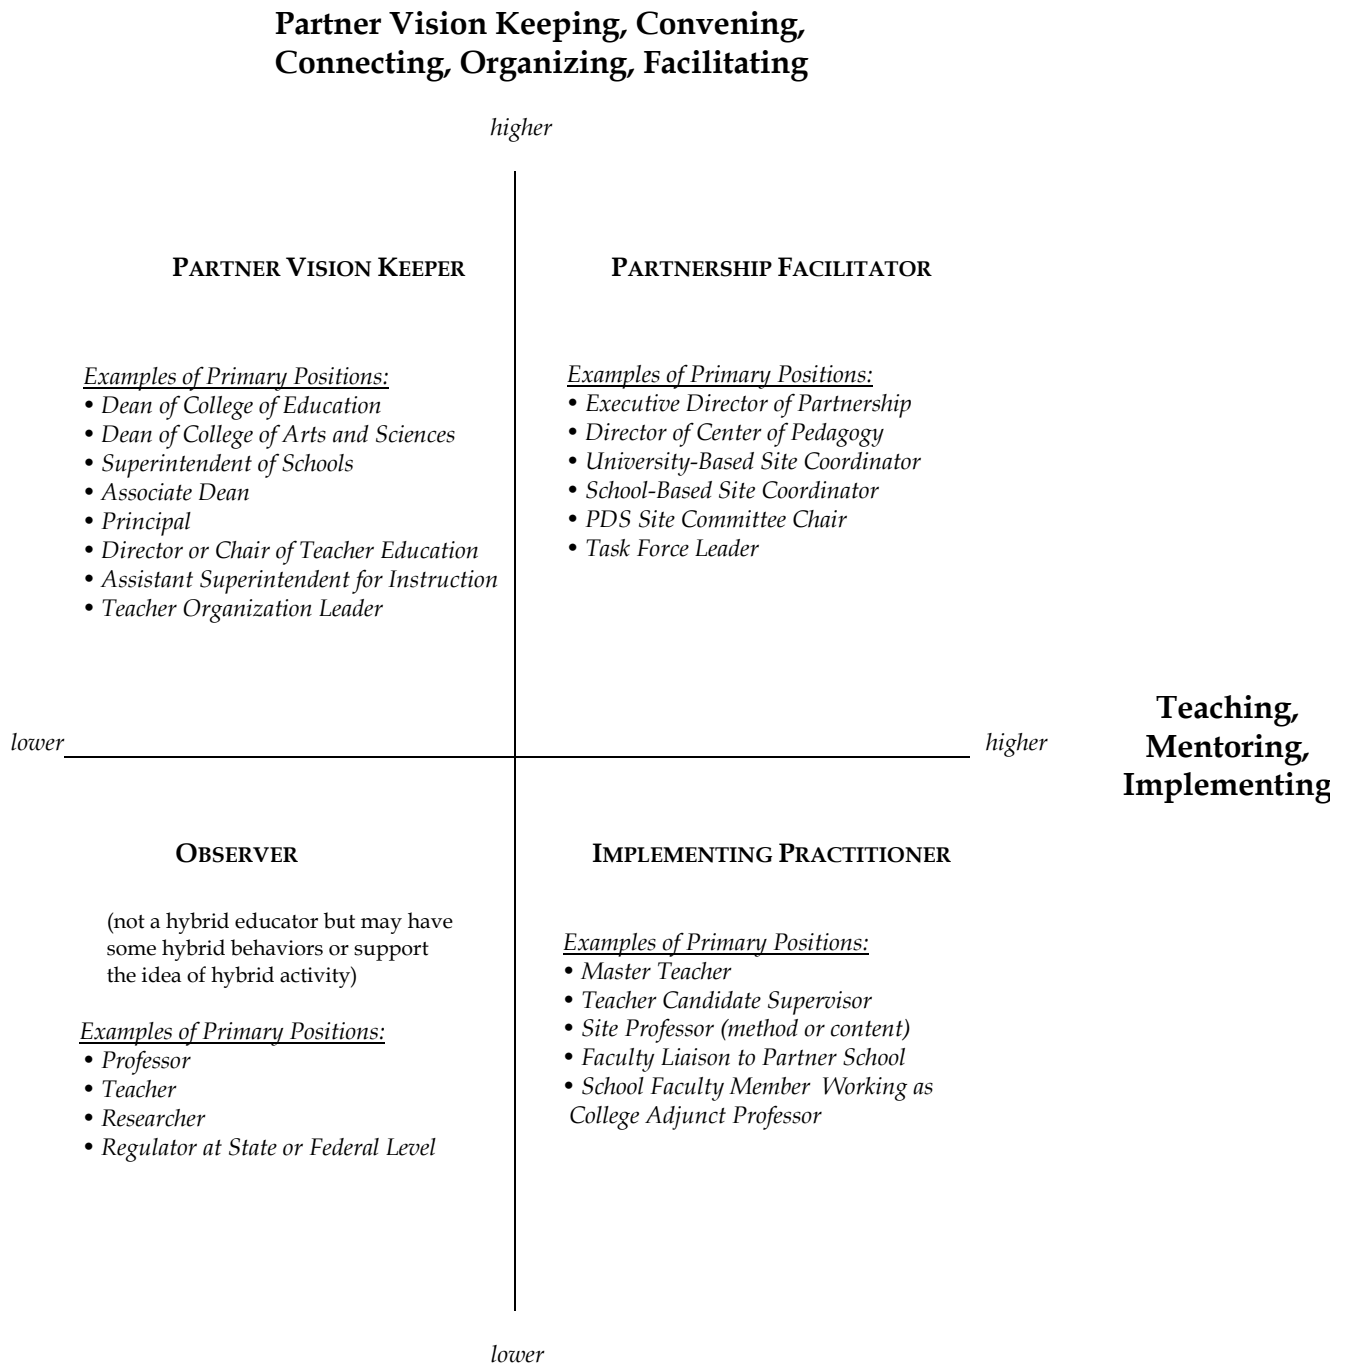 Partner Vision Keeping, Convening,
Connecting, Organizing, Facilitating
higher
PARTNER VISION KEEPER
Examples of Primary Positions:
• Dean of College of Education
• Dean of College of Arts and Sciences
• Superintendent of Schools
• Associate Dean
• Principal
• Director or Chair of Teacher Education
• Assistant Superintendent for Instruction
• Teacher Organization Leader
PARTNERSHIP FACILITATOR
Examples of Primary Positions:
• Executive Director of Partnership
• Director of Center of Pedagogy
• University-Based Site Coordinator
• School-Based Site Coordinator
• PDS Site Committee Chair
• Task Force Leader
lower
higher
Teaching,
Mentoring,
Implementing
OBSERVER
(not a hybrid educator but may have
some hybrid behaviors or support
the idea of hybrid activity)
Examples of Primary Positions:
• Professor
• Teacher
• Researcher
• Regulator at State or Federal Level
IMPLEMENTING PRACTITIONER
Examples of Primary Positions:
• Master Teacher
• Teacher Candidate Supervisor
• Site Professor (method or content)
• Faculty Liaison to Partner School
• School Faculty Member Working as
College Adjunct Professor
lower